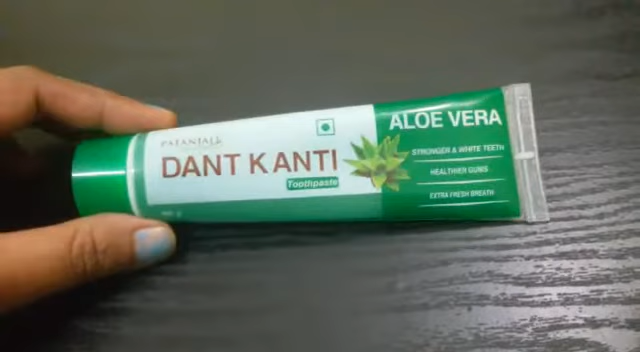 PATANJALI
DANT KANTI
Toothpaste
ALOE VERA
STRONGER & WHITE TEETH
HEALTHIER GUMS
EXTRA FRESH BREATH